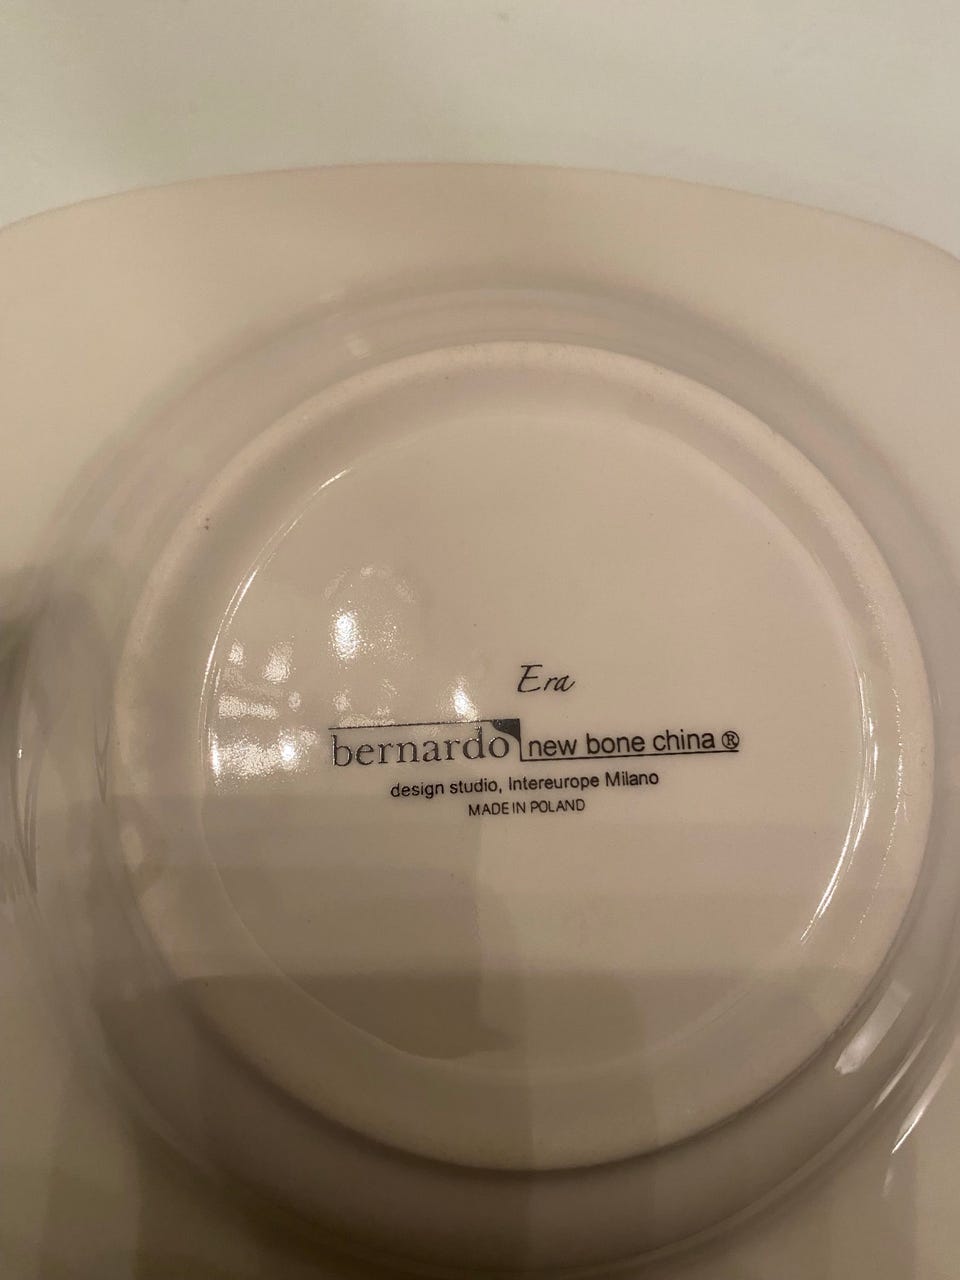 Era
bernardo new bone china®
design studio, Intereurope Milano
MADE IN POLAND